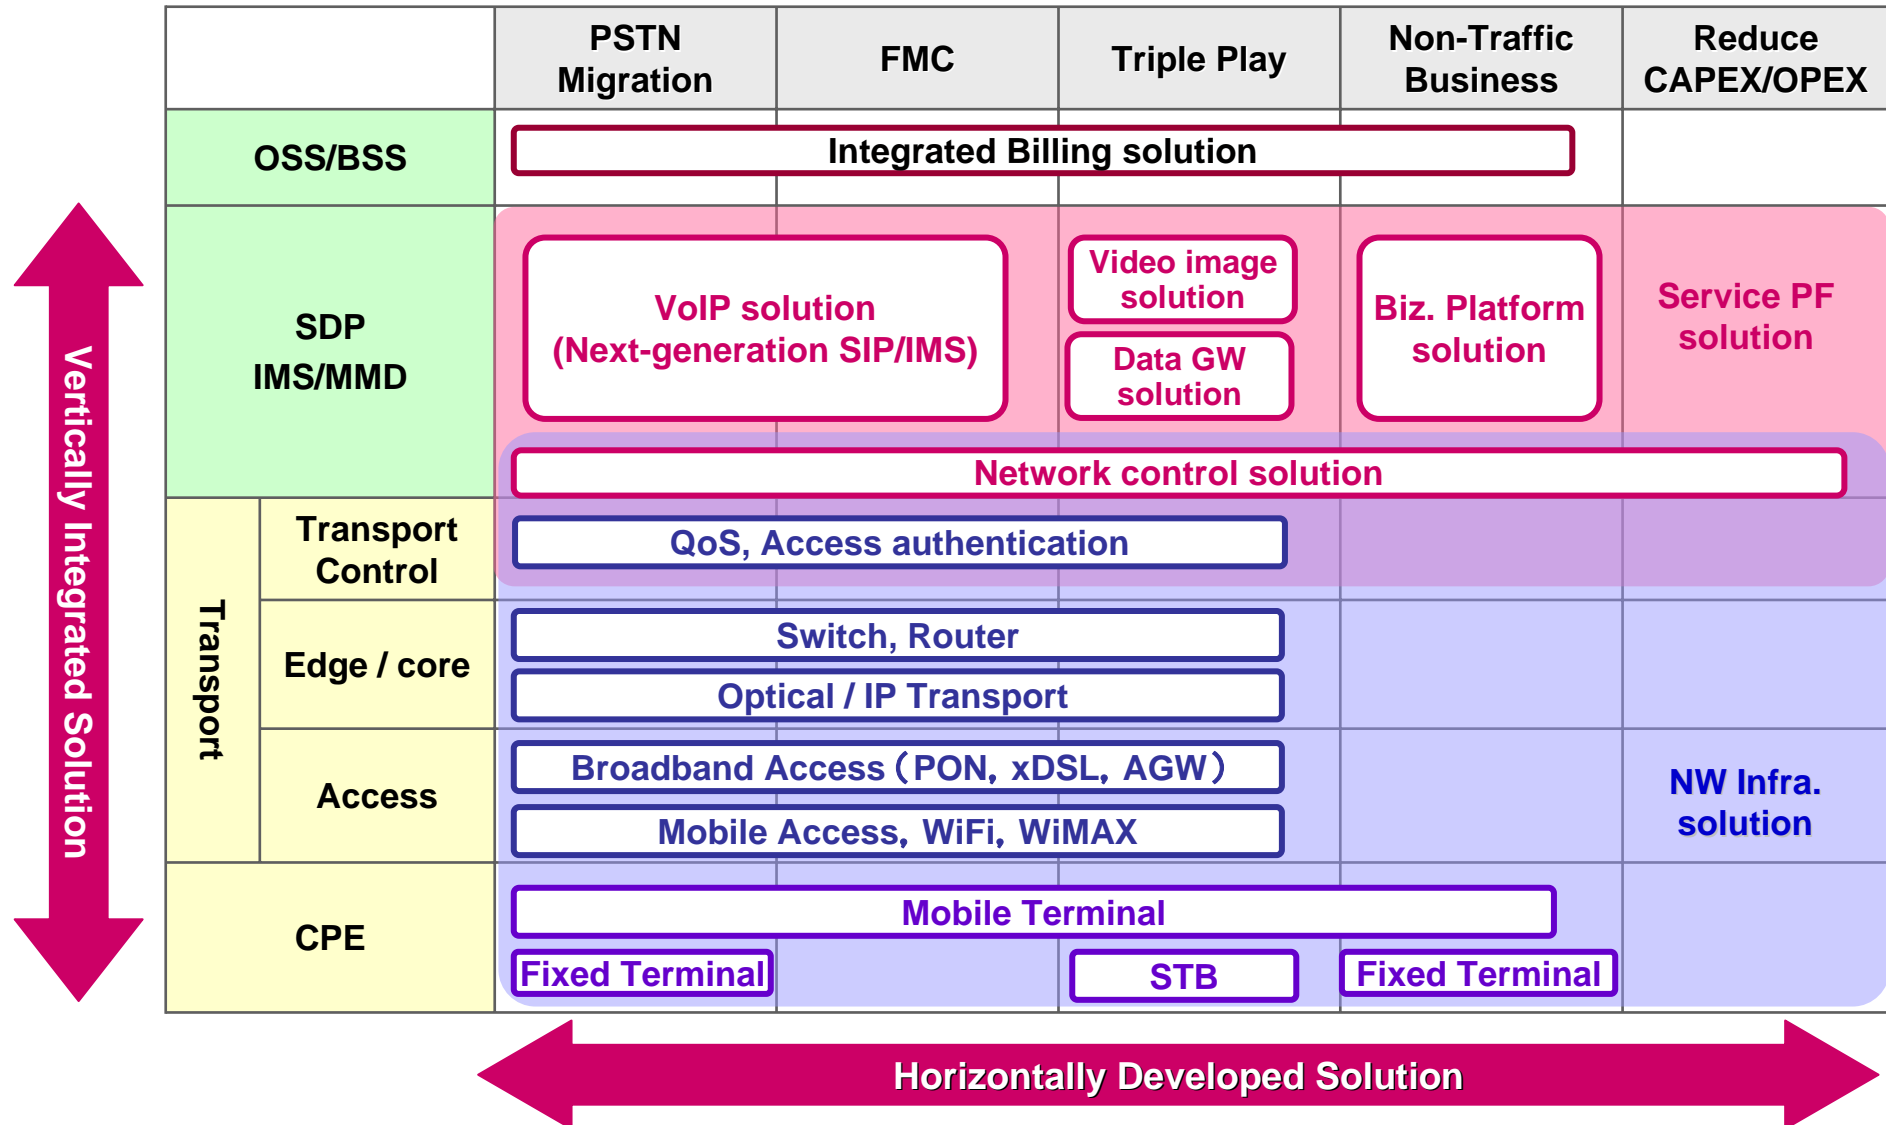 PSTN
Migration
FMC
Triple Play
Non-Traffic
Business
Reduce
CAPEX/OPEX
OSS/BSS
Integrated Billing solution
SDP
IMS/MMD
VoIP solution
(Next-generation SIP/IMS)
Video image
solution
Data GW
solution
Biz. Platform
solution
Service PF
solution
Network control solution
Transport
Transport
Control
QoS, Access authentication
Edge / core
Switch, Router
Optical / IP Transport
Access
Broadband Access（PON, xDSL, AGW）
Mobile Access, WiFi, WiMAX
NW Infra.
solution
CPE
Mobile Terminal
Fixed Terminal
STB
Fixed Terminal
Vertically Integrated Solution
Horizontally Developed Solution